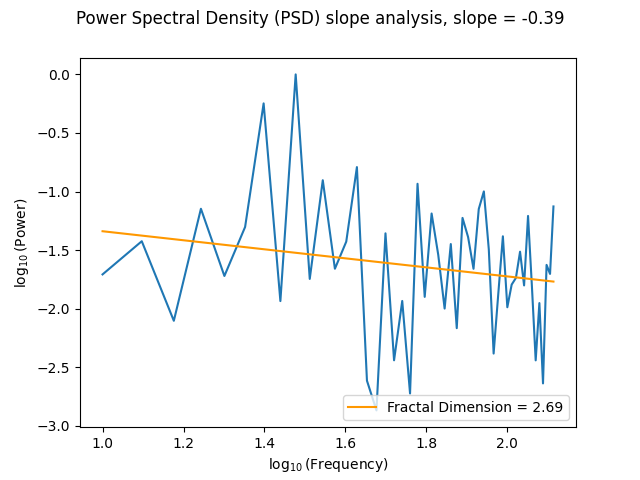 Power Spectral Density (PSD) slope analysis, slope = -0.39
0.0
−0.5
−1.0
−1.5
−2.0
−2.5
−3.0
log₁₀(Power)
Fractal Dimension = 2.69
1.0 1.2 1.4 1.6 1.8 2.0
log₁₀(Frequency)